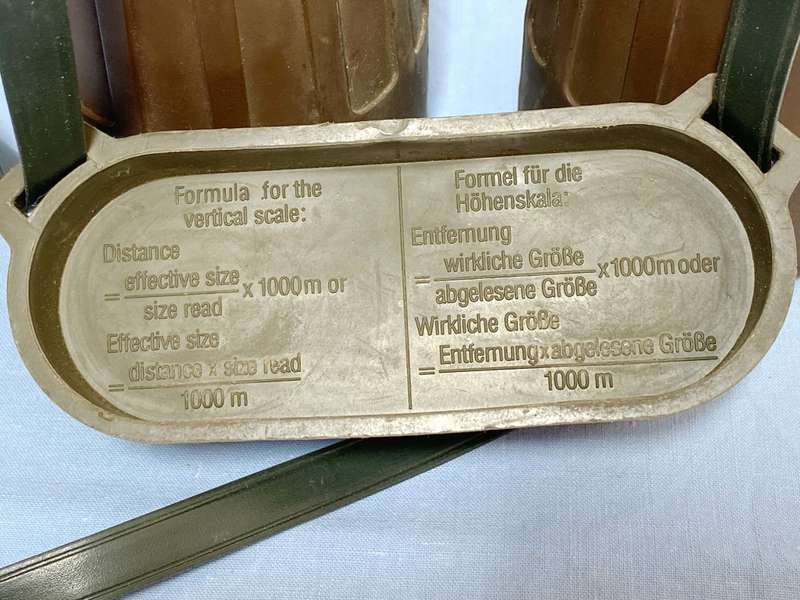 Formula for the
vertical scale:
Distance
= effective size / size read x 1000 m or
Effective size
= distance x size read / 1000 m
Formel für die
Höhenskala:
Entfernung
= wirkliche Größe / abgelesene Größe x 1000 m oder
Wirkliche Größe
= Entfernung x abgelesene Größe / 1000 m